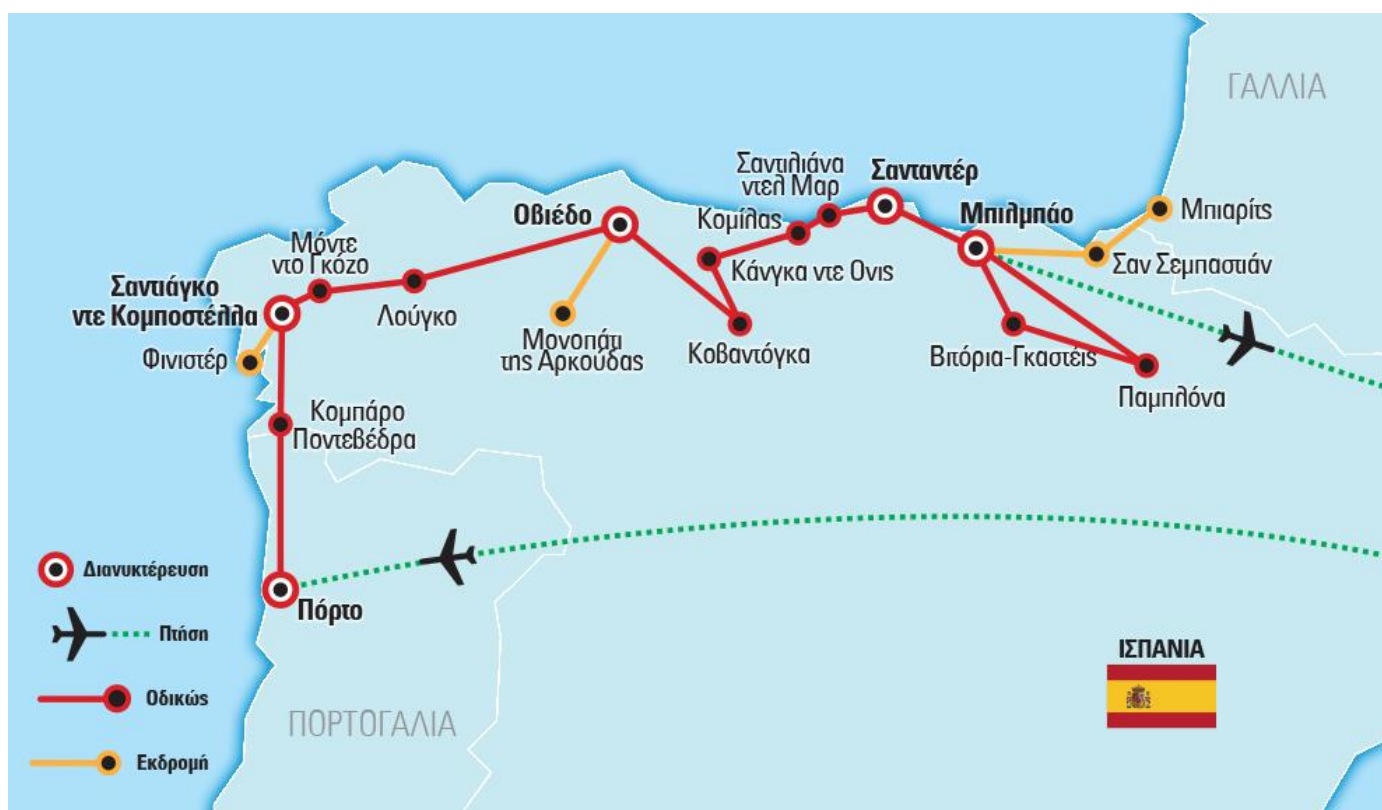 ΓΑΛΛΙΑ
Σαντιλιάνα
ντελ Μαρ
Σανταντέρ
Κομίλας
Οβιέδο
Μπιλμπάο
Μπιαρίτς
Μόντε
ντο Γκόζο
Κάνγκα ντε Ονις
Σαν Σεμπαστιάν
Σαντιάγκο
ντε Κομποστέλλα
Λούγκο
Μονοπάτι
της Αρκούδας
Κοβαντόγκα
Βιτόρια-Γκαστέις
Φινιστέρ
Παμπλόνα
Κομπάρο
Ποντεβέδρα
Διανυκτέρευση
Πόρτο
Πτήση
ΙΣΠΑΝΙΑ
Οδικώς
ΠΟΡΤΟΓΑΛΙΑ
Εκδρομή